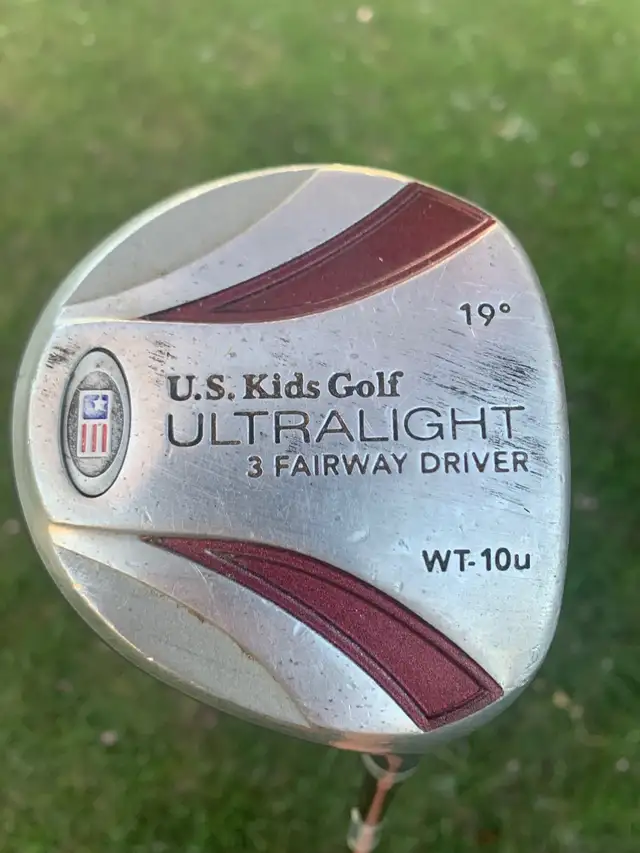 19°
U.S. Kids Golf
ULTRALIGHT
3 FAIRWAY DRIVER
WT-10u